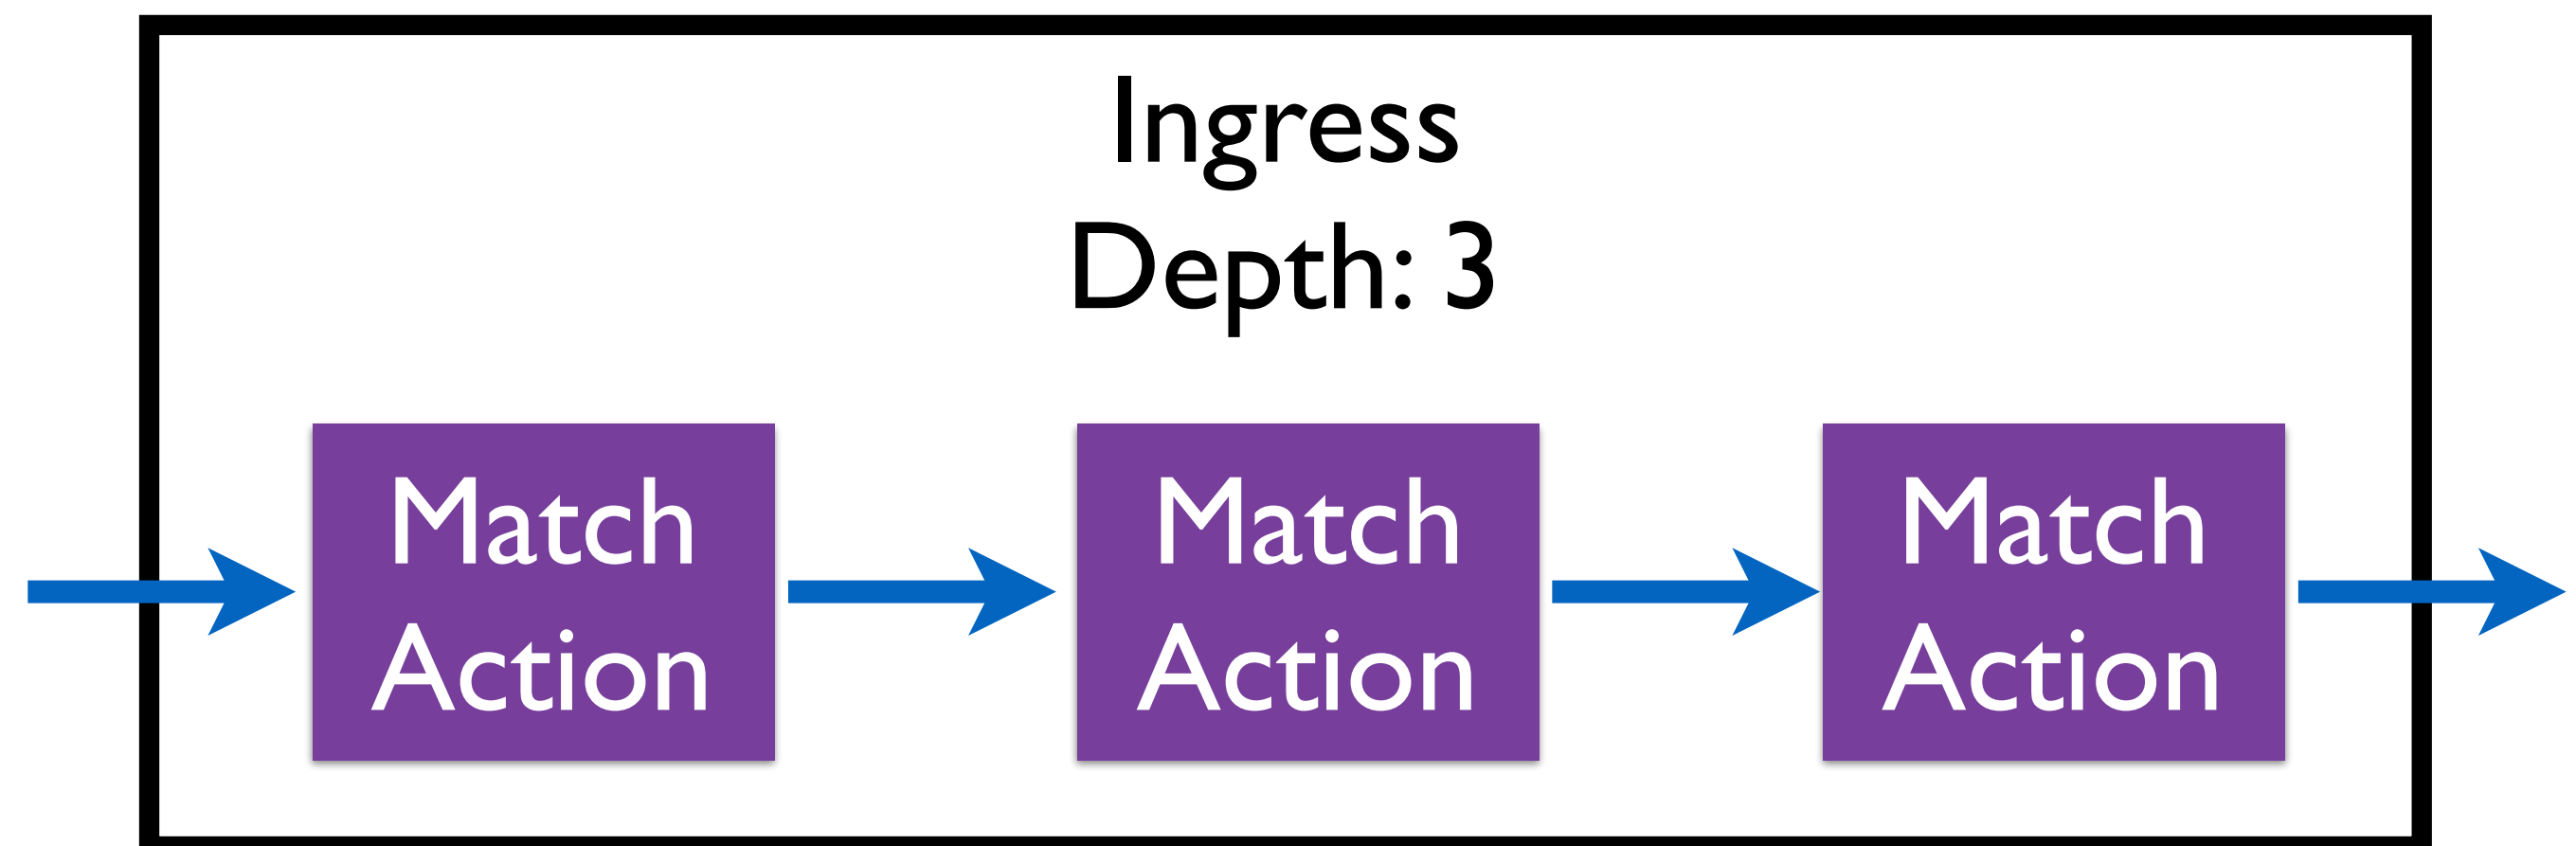 Ingress
Depth: 3
Match
Action
Match
Action
Match
Action